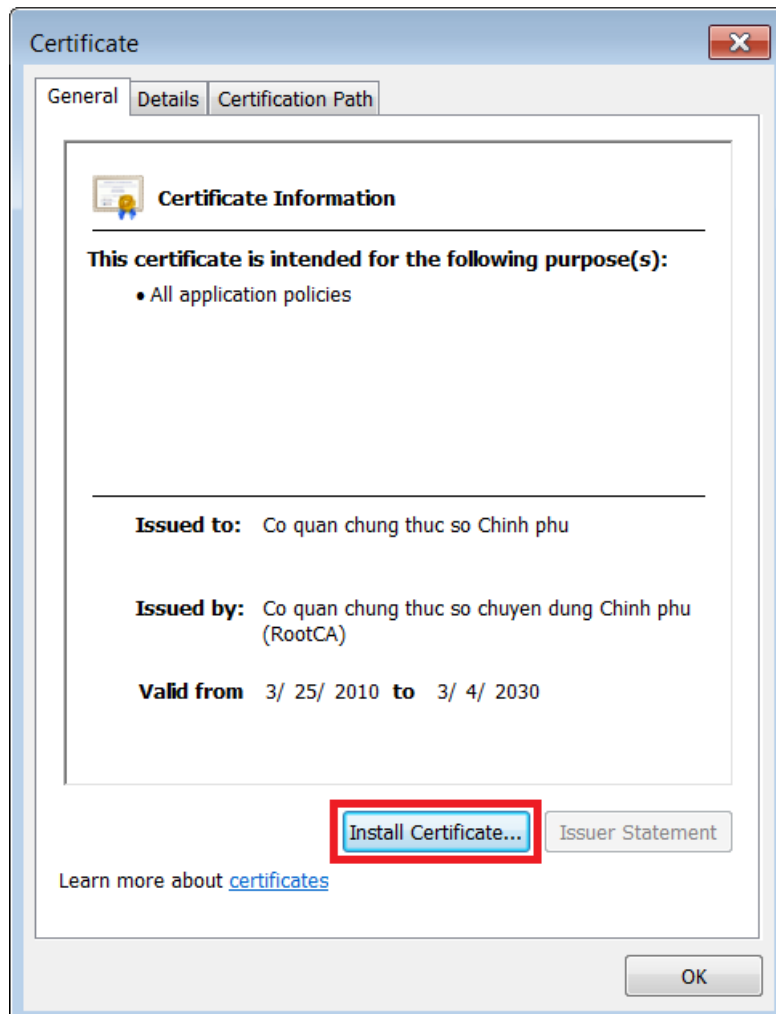 Certificate
General Details Certification Path
Certificate Information
This certificate is intended for the following purpose(s):
• All application policies
Issued to: Co quan chung thuc so Chinh phu
Issued by: Co quan chung thuc so chuyen dung Chinh phu
(RootCA)
Valid from 3/ 25/ 2010 to 3/ 4/ 2030
Install Certificate... Issuer Statement
Learn more about certificates
OK